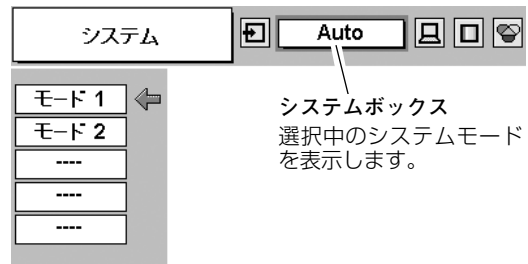 システム
Auto
モード 1
モード 2
----
----
----
システムボックス
選択中のシステムモード
を表示します。